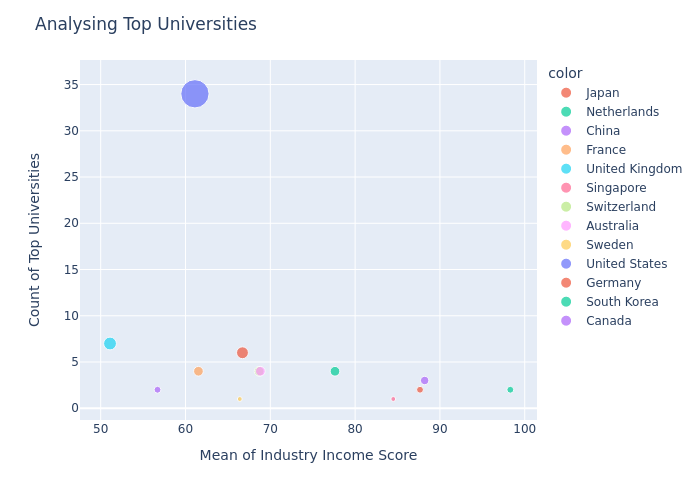 Analysing Top Universities
color
Japan
Netherlands
China
France
United Kingdom
Singapore
Switzerland
Australia
Sweden
United States
Germany
South Korea
Canada
Count of Top Universities
35
30
25
20
15
10
5
0
50 60 70 80 90 100
Mean of Industry Income Score